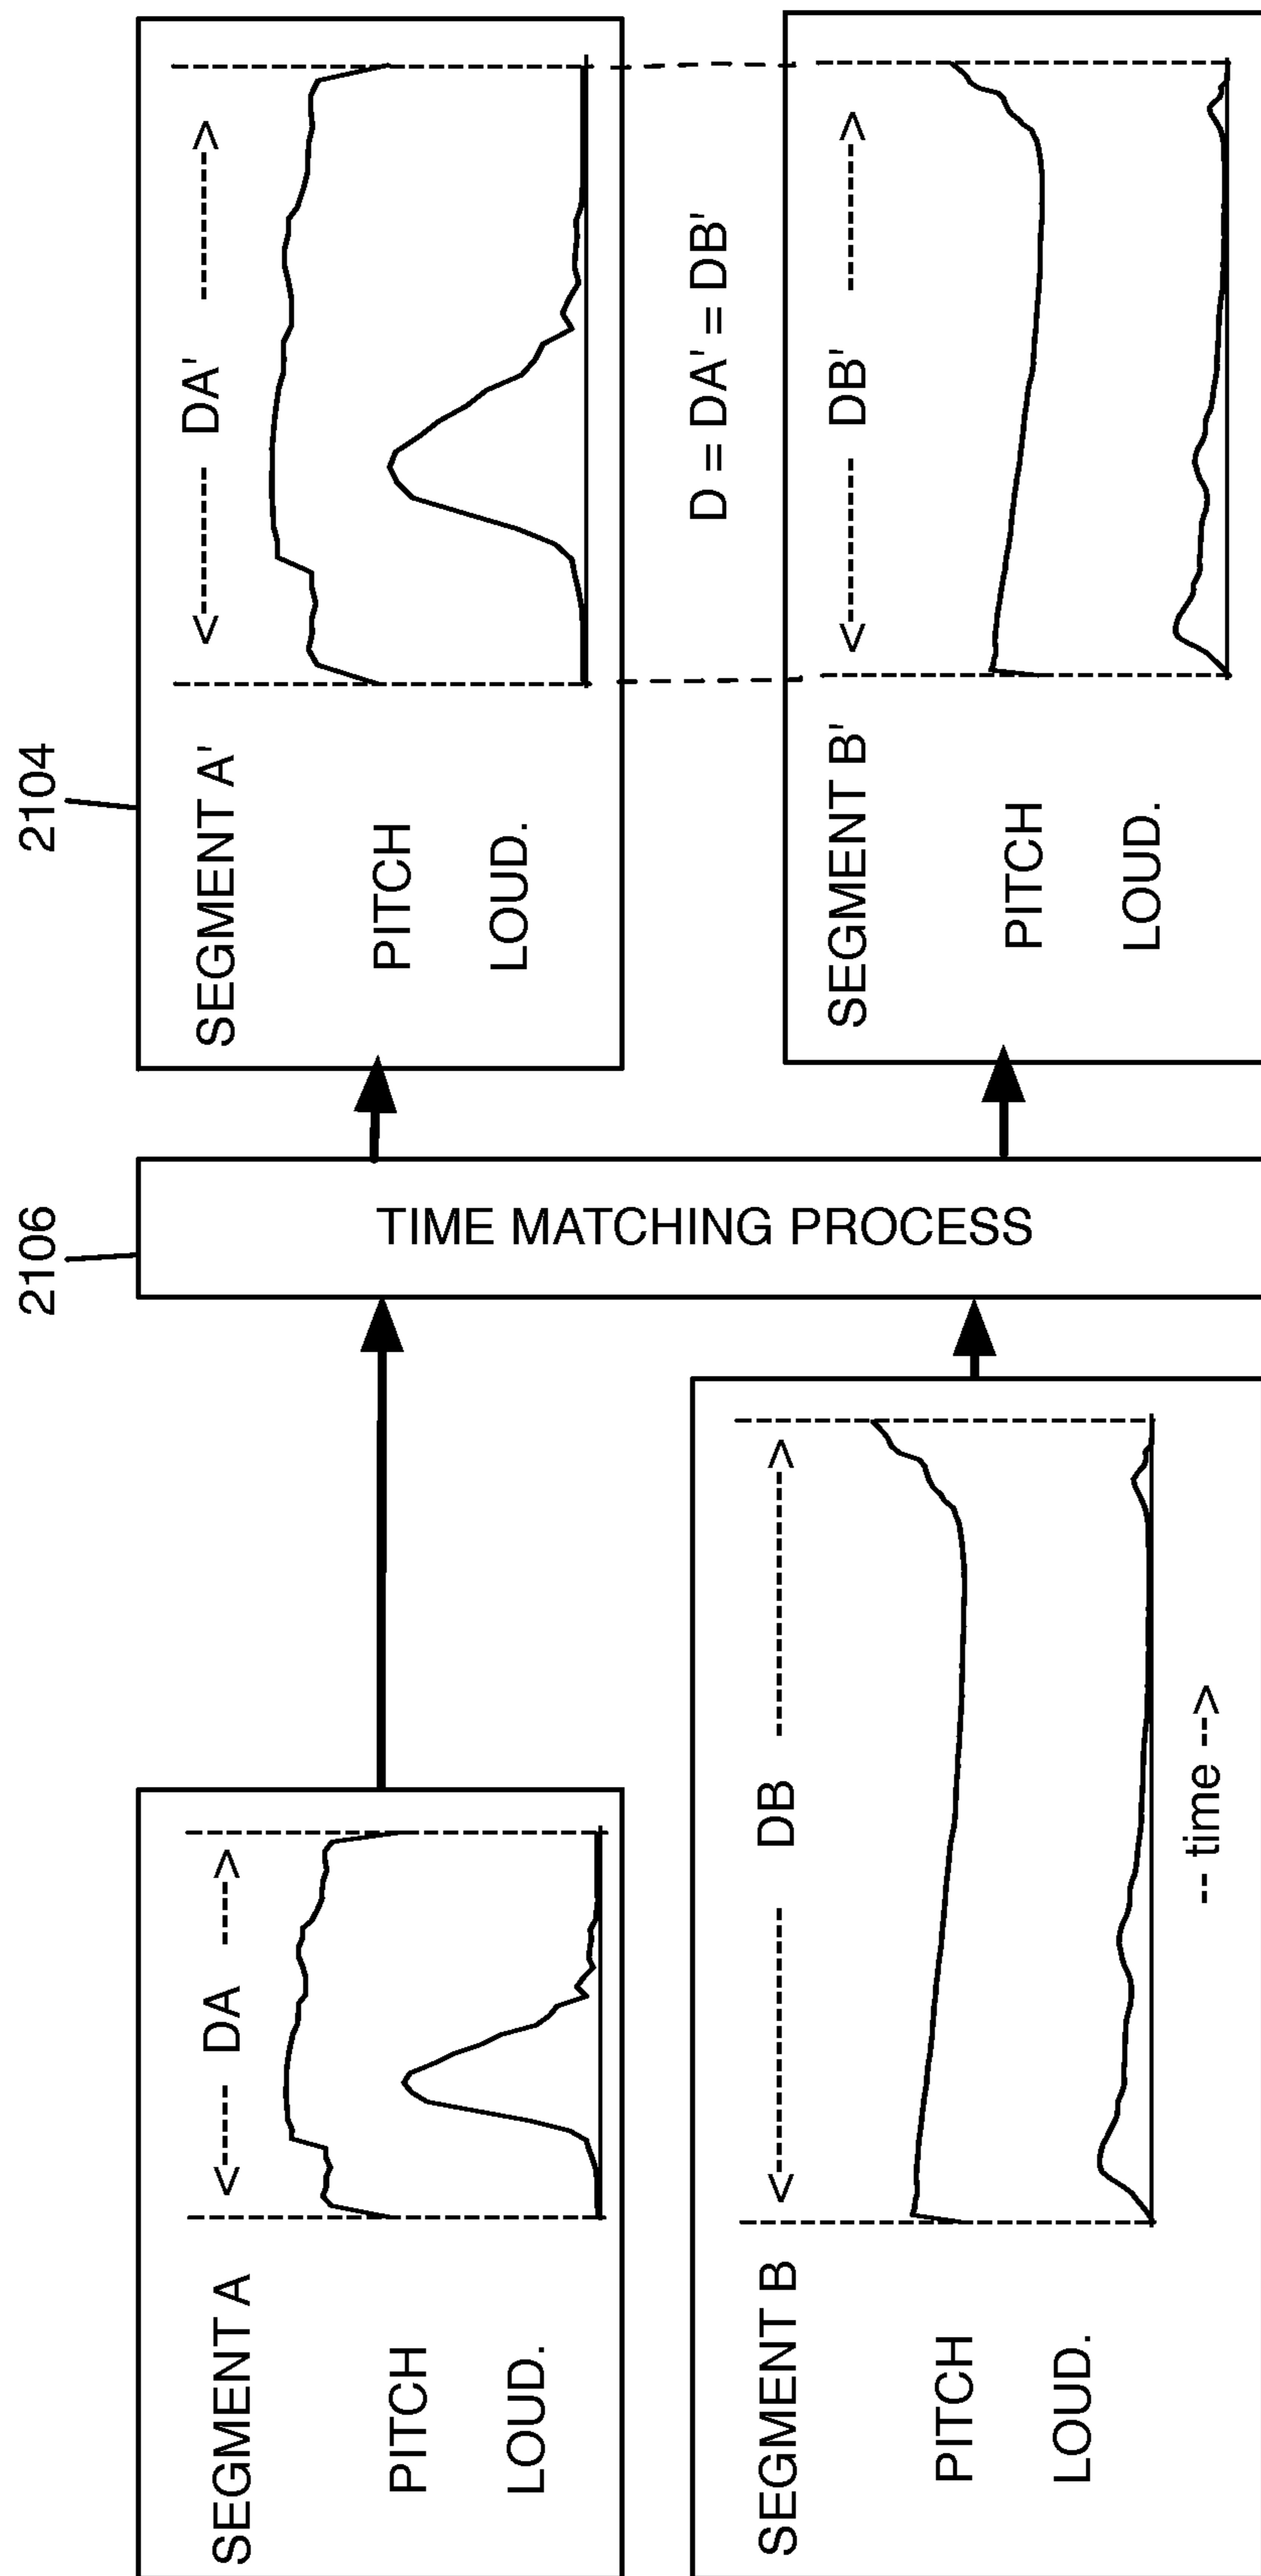 2106
2104
SEGMENT A
<----- DA ----->
PITCH
LOUD.
SEGMENT B
<------------- DB ------------->
PITCH
LOUD.
-- time -->
TIME MATCHING PROCESS
SEGMENT A'
<-------- DA' -------->
PITCH
LOUD.
D = DA' = DB'
SEGMENT B'
<-------- DB' -------->
PITCH
LOUD.